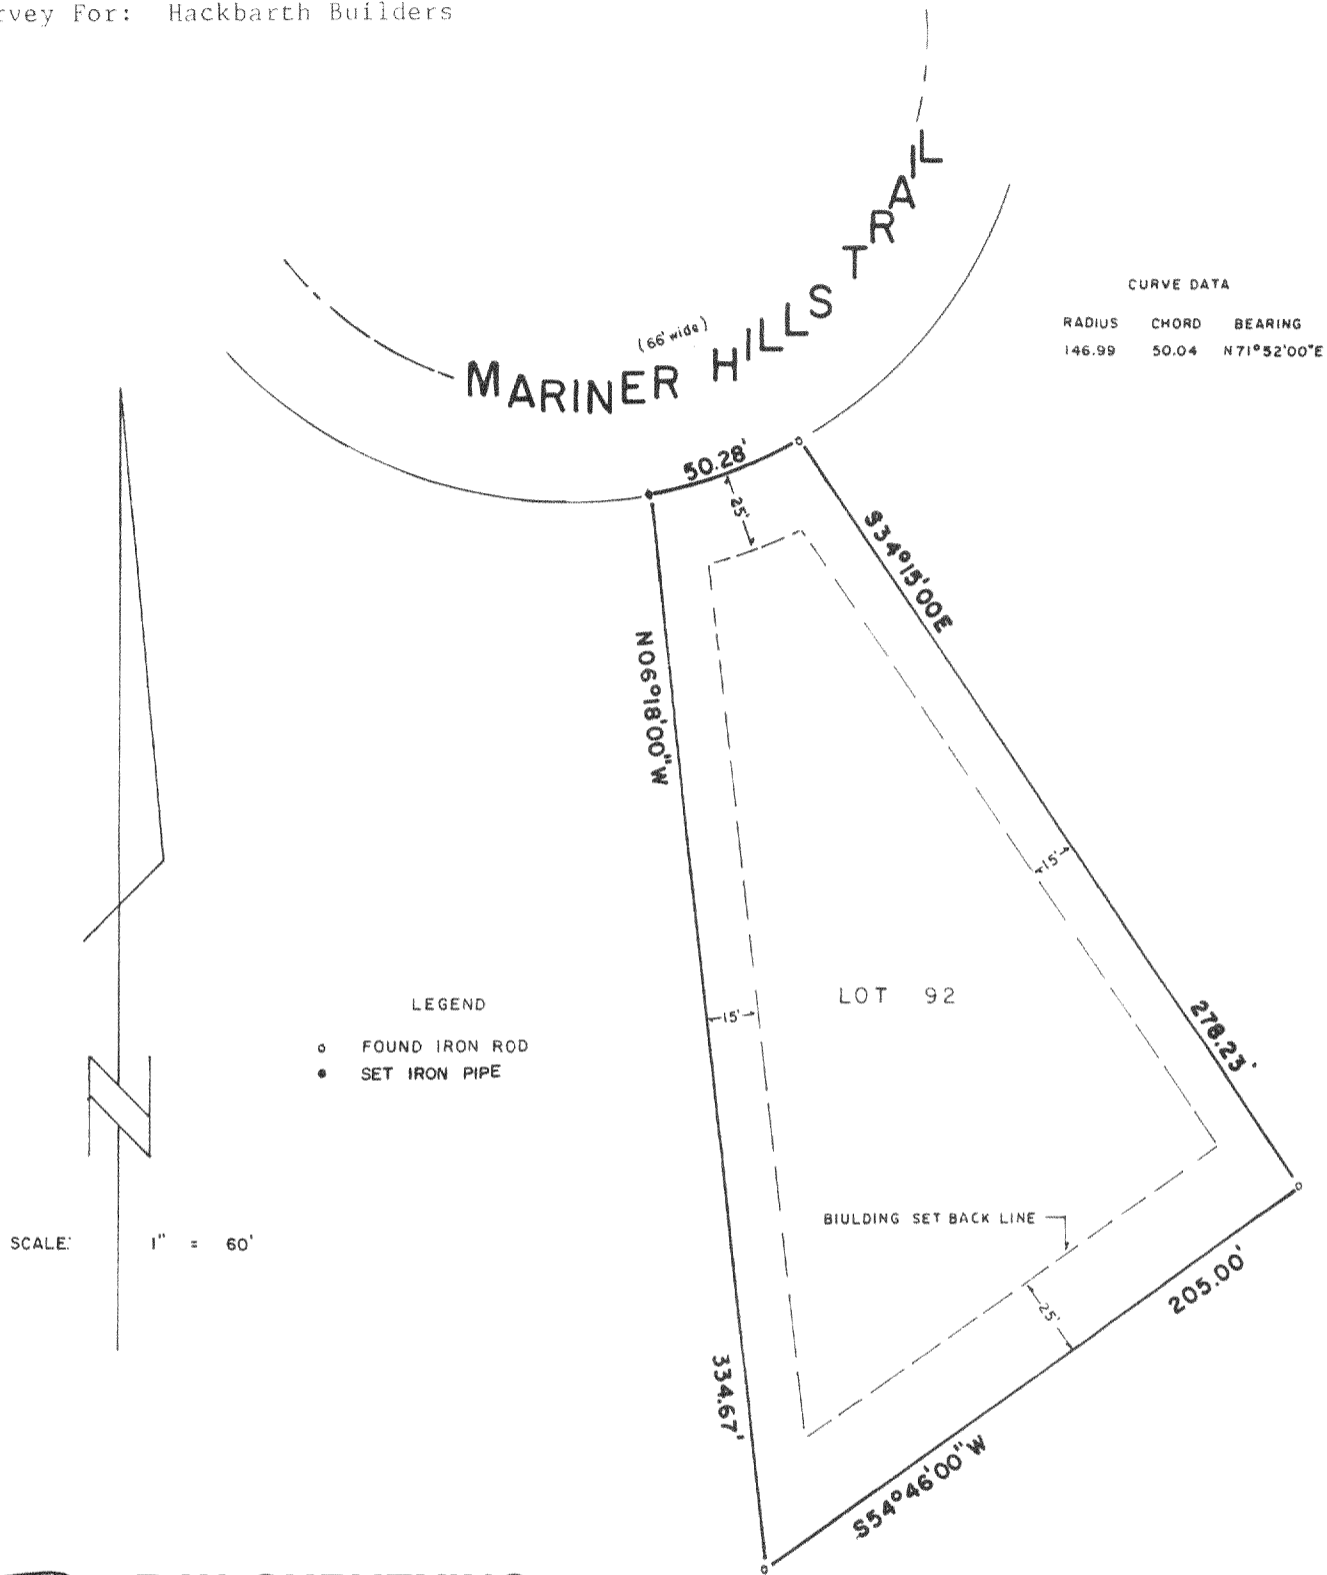 rvey For: Hackbarth Builders
MARINER HILLS TRAIL
(66' wide)
CURVE DATA
RADIUS CHORD BEARING
146.99 50.04 N71°52'00"E
50.28'
25'
S34°15'00E
N06°18'00"W
15'
LOT 92
15'
278.23'
LEGEND
o FOUND IRON ROD
• SET IRON PIPE
N
BIULDING SET BACK LINE
SCALE: 1" = 60'
25'
205.00'
334.67'
S54°46'00"W